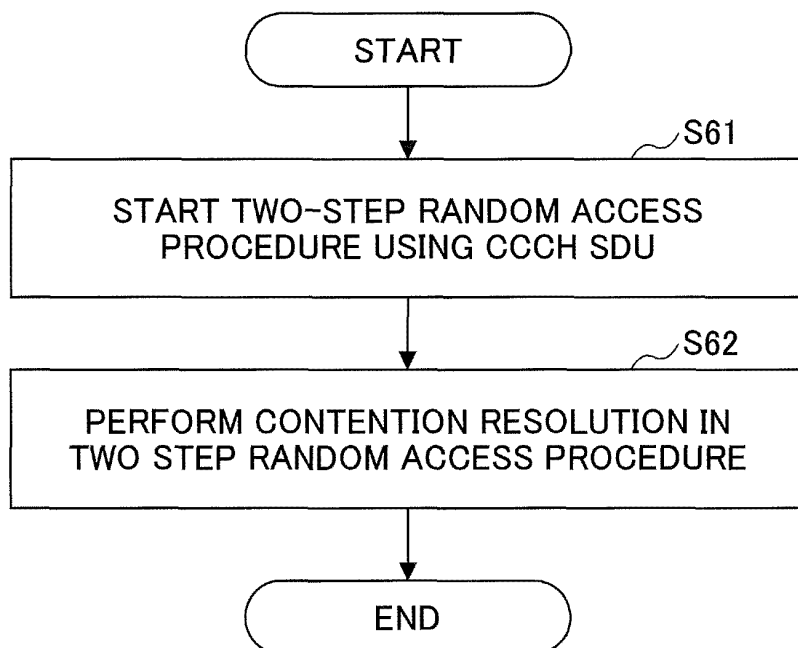 START
S61
START TWO-STEP RANDOM ACCESS
PROCEDURE USING CCCH SDU
S62
PERFORM CONTENTION RESOLUTION IN
TWO STEP RANDOM ACCESS PROCEDURE
END